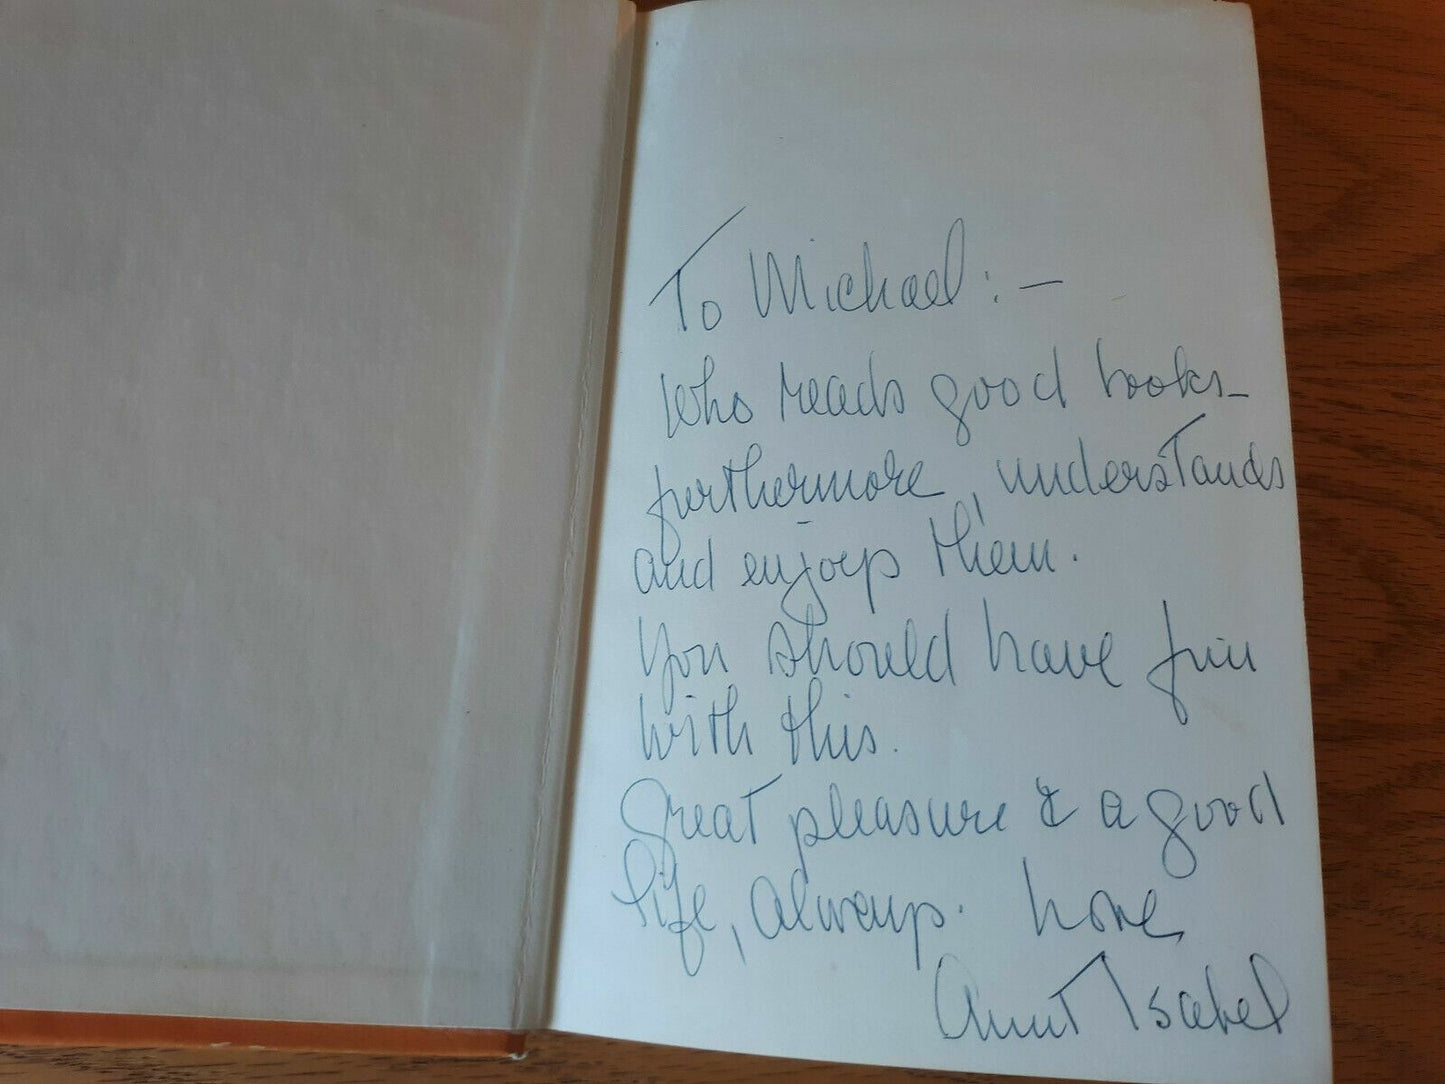 To Michael:-
who reads good books_
furthermore, understands
and enjoys them.
You should have fun
with this.
Great pleasure & a good
life, always. Love,
Aunt Isabel